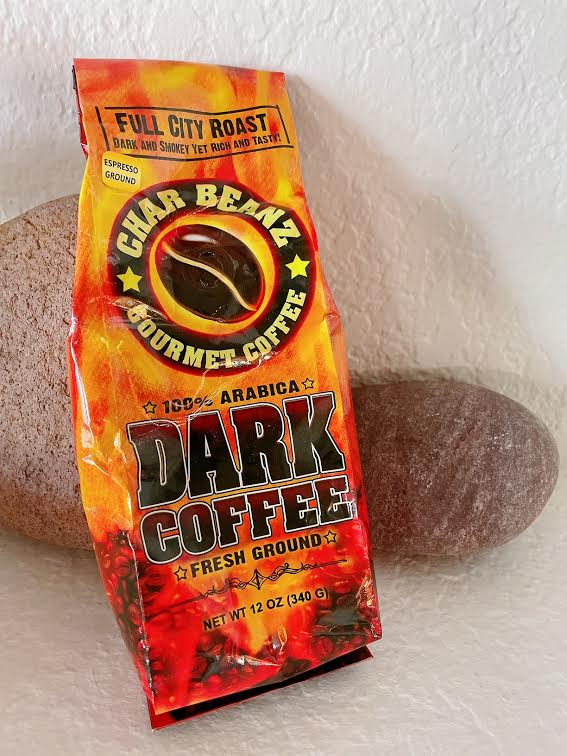 FULL CITY ROAST
DARK AND SMOKEY YET RICH AND TASTY!
ESPRESSO
GROUND
CHAR BEANZ
GOURMET COFFEE
100% ARABICA
DARK
COFFEE
FRESH GROUND
NET WT 12 OZ (340 G)